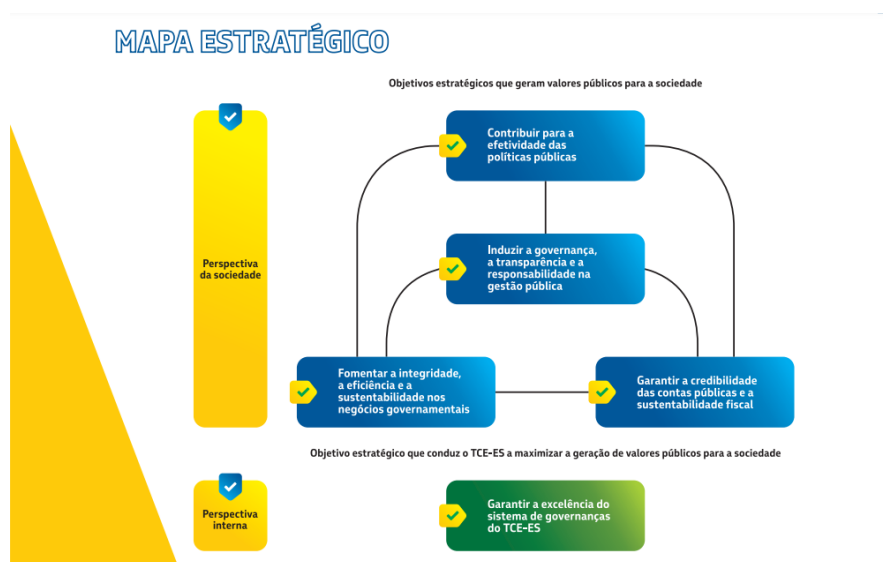 MAPA ESTRATÉGICO
Objetivos estratégicos que geram valores públicos para a sociedade
Contribuir para a
efetividade das
políticas públicas
Perspectiva
da sociedade
Induzir a governança,
a transparência e a
responsabilidade na
gestão pública
Fomentar a integridade,
a eficiência e a
sustentabilidade nos
negócios governamentais
Garantir a credibilidade
das contas públicas e a
sustentabilidade fiscal
Objetivo estratégico que conduz o TCE-ES a maximizar a geração de valores públicos para a sociedade
Perspectiva
interna
Garantir a excelência do
sistema de governanças
do TCE-ES